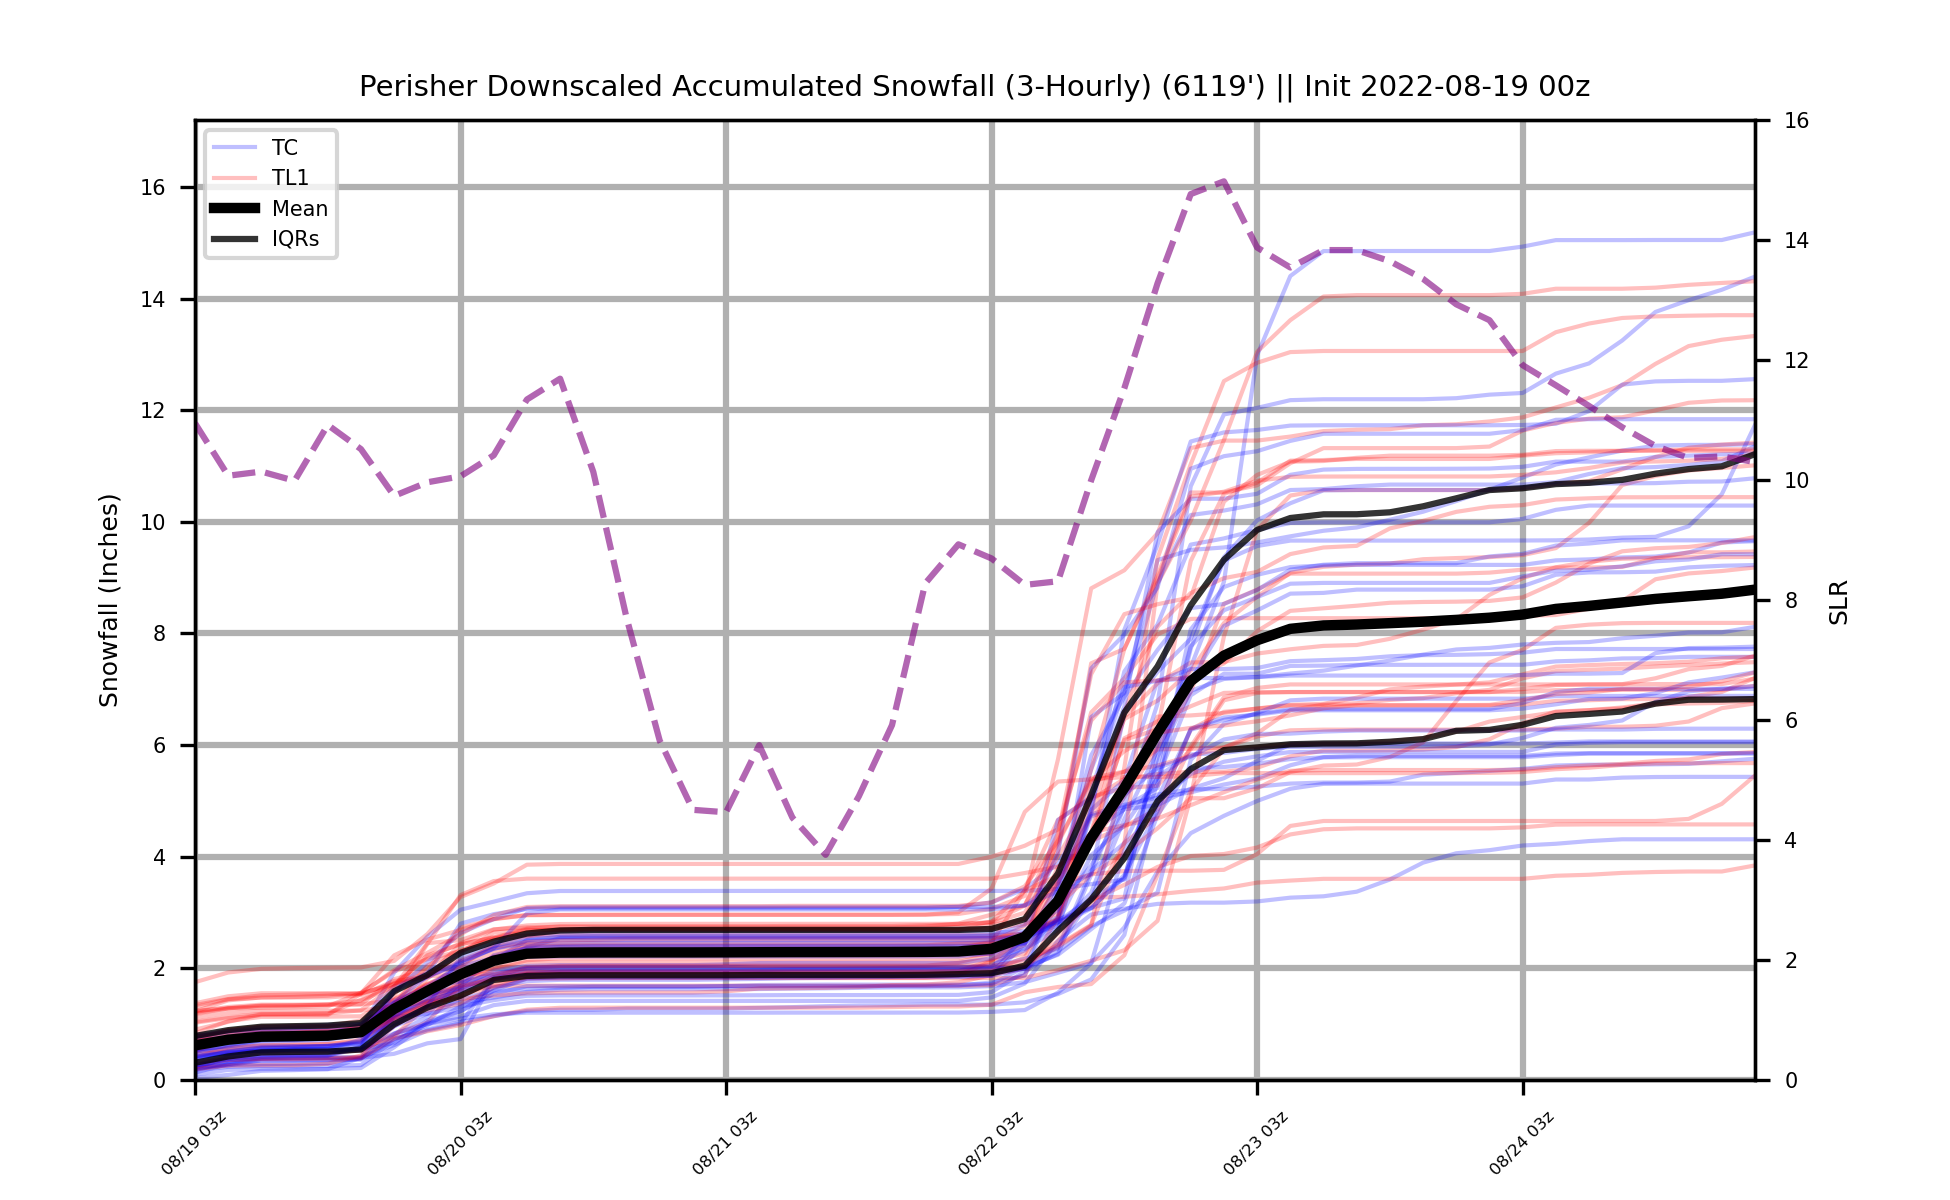 Perisher Downscaled Accumulated Snowfall (3-Hourly) (6119') || Init 2022-08-19 00z
TC
TL1
Mean
IQRs
Snowfall (Inches)
16
14
12
10
8
6
4
2
0
16
14
12
10
8
6
4
2
0
SLR
08/19 03z
08/20 03z
08/21 03z
08/22 03z
08/23 03z
08/24 03z